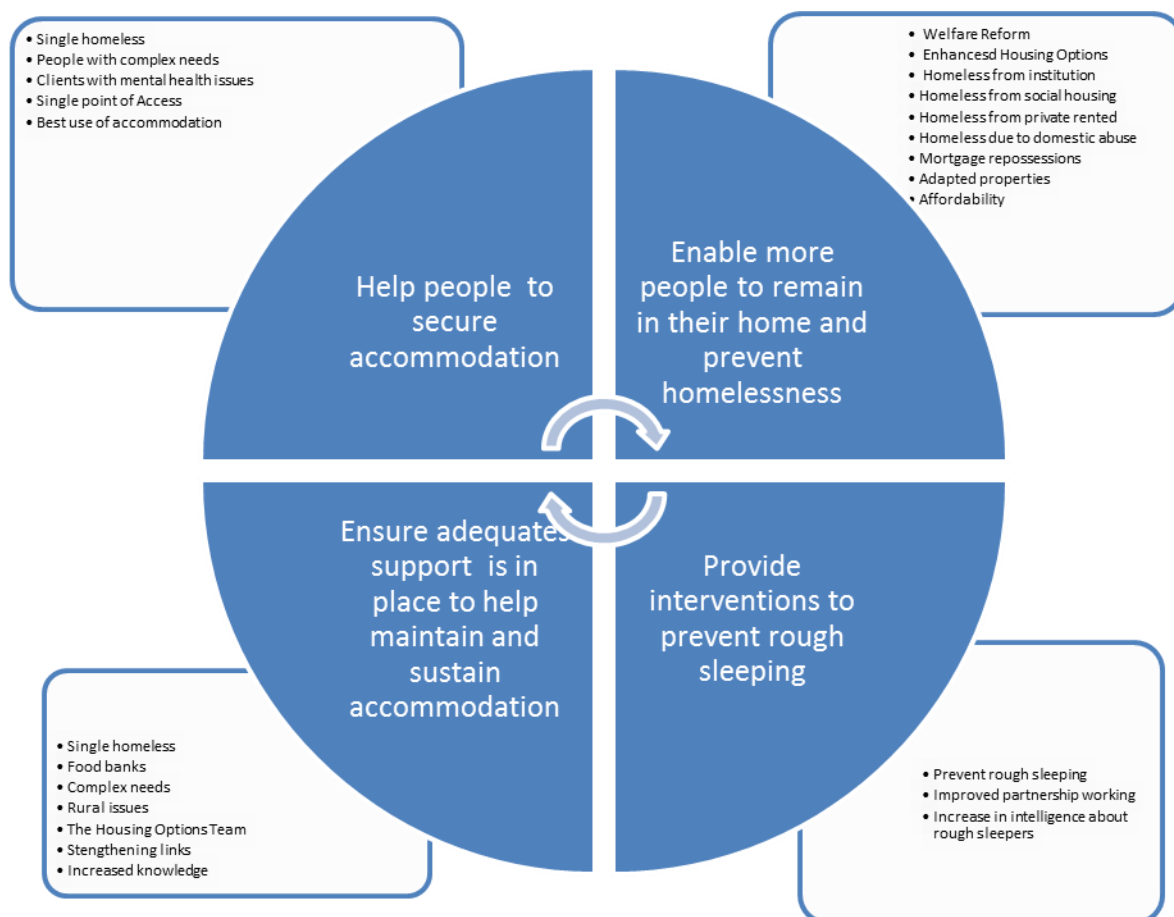 • Single homeless
• People with complex needs
• Clients with mental health issues
• Single point of Access
• Best use of accommodation
• Welfare Reform
• Enhancesd Housing Options
• Homeless from institution
• Homeless from social housing
• Homeless from private rented
• Homeless due to domestic abuse
• Mortgage repossessions
• Adapted properties
• Affordability
Help people to
secure
accommodation
Enable more
people to remain
in their home and
prevent
homelessness
Ensure adequates
support is in
place to help
maintain and
sustain
accommodation
Provide
interventions to
prevent rough
sleeping
• Single homeless
• Food banks
• Complex needs
• Rural issues
• The Housing Options Team
• Stengthening links
• Increased knowledge
• Prevent rough sleeping
• Improved partnership working
• Increase in intelligence about
rough sleepers